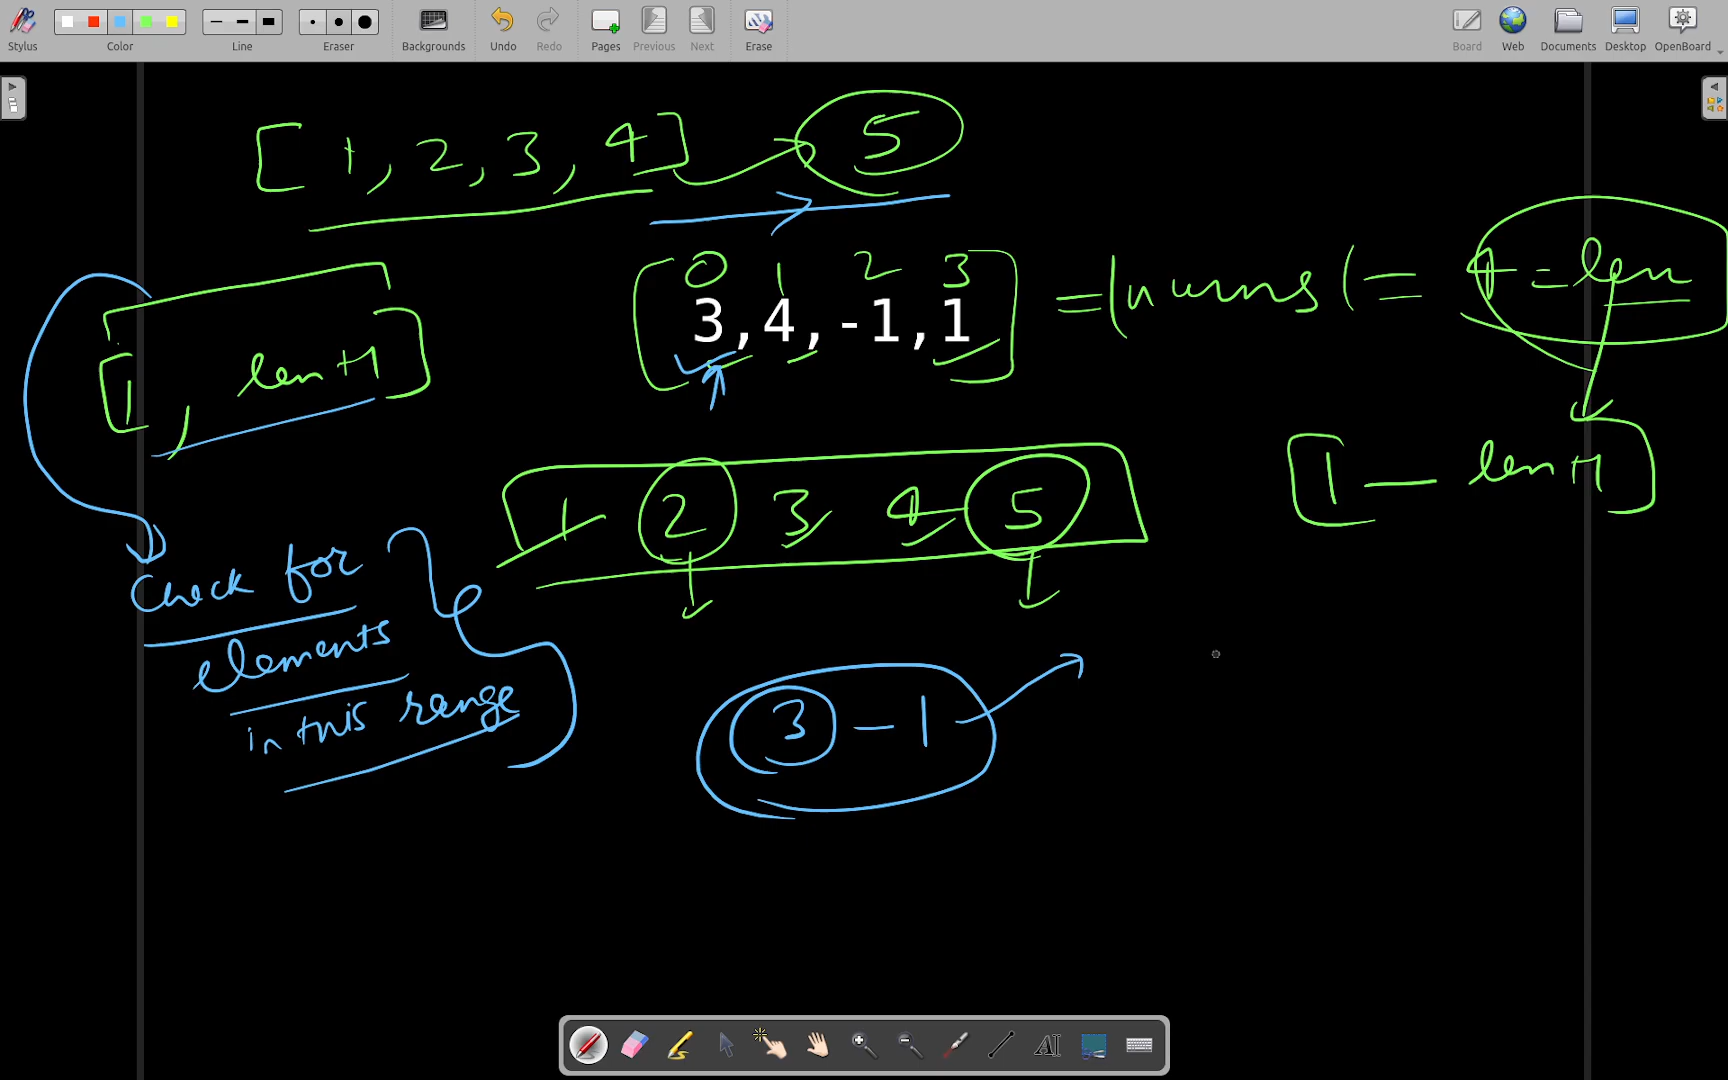 Stylus Color Line Eraser Backgrounds Undo Redo Pages Previous Next Erase Board Web Documents Desktop OpenBoard
[ 1, 2, 3, 4 ] 5
0 1 2 3
3,4,-1,1 = |nums| = 4 = len
[1, len+1]
[1 — len+1]
1 2 3 4 5
Check for
elements
in this range
3 - 1